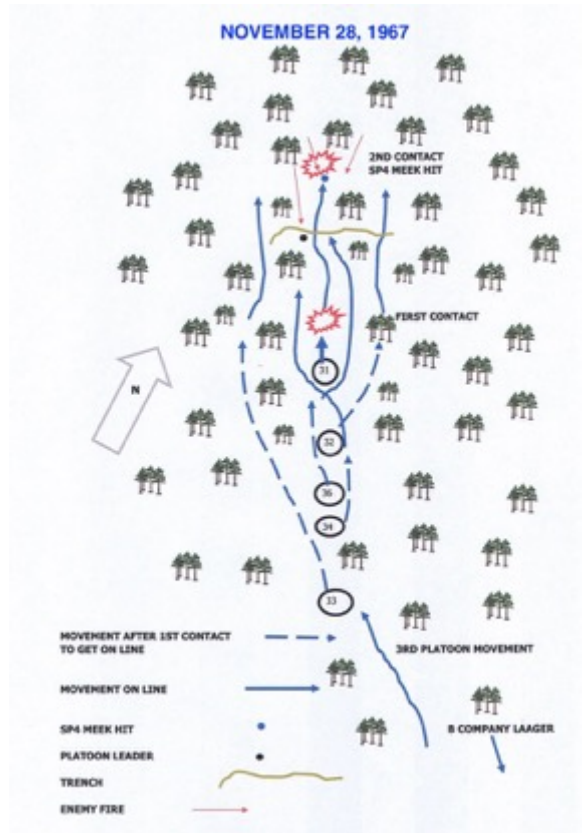 NOVEMBER 28, 1967
2ND CONTACT
SP4 MEEK HIT
FIRST CONTACT
31
N
32
36
34
33
MOVEMENT AFTER 1ST CONTACT
TO GET ON LINE
3RD PLATOON MOVEMENT
MOVEMENT ON LINE
B COMPANY LAAGER
SP4 MEEK HIT
PLATOON LEADER
TRENCH
ENEMY FIRE